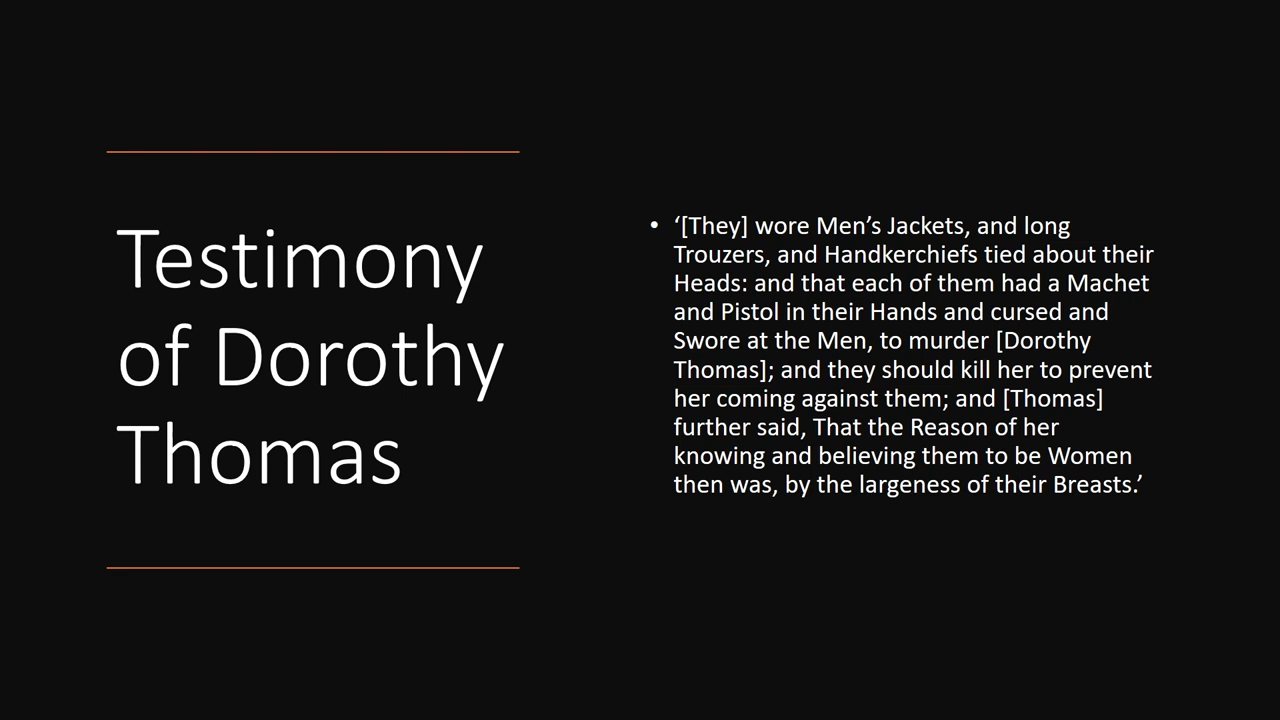 Testimony
of Dorothy
Thomas
• ‘[They] wore Men’s Jackets, and long
Trouzers, and Handkerchiefs tied about their
Heads: and that each of them had a Machet
and Pistol in their Hands and cursed and
Swore at the Men, to murder [Dorothy
Thomas]; and they should kill her to prevent
her coming against them; and [Thomas]
further said, That the Reason of her
knowing and believing them to be Women
then was, by the largeness of their Breasts.’